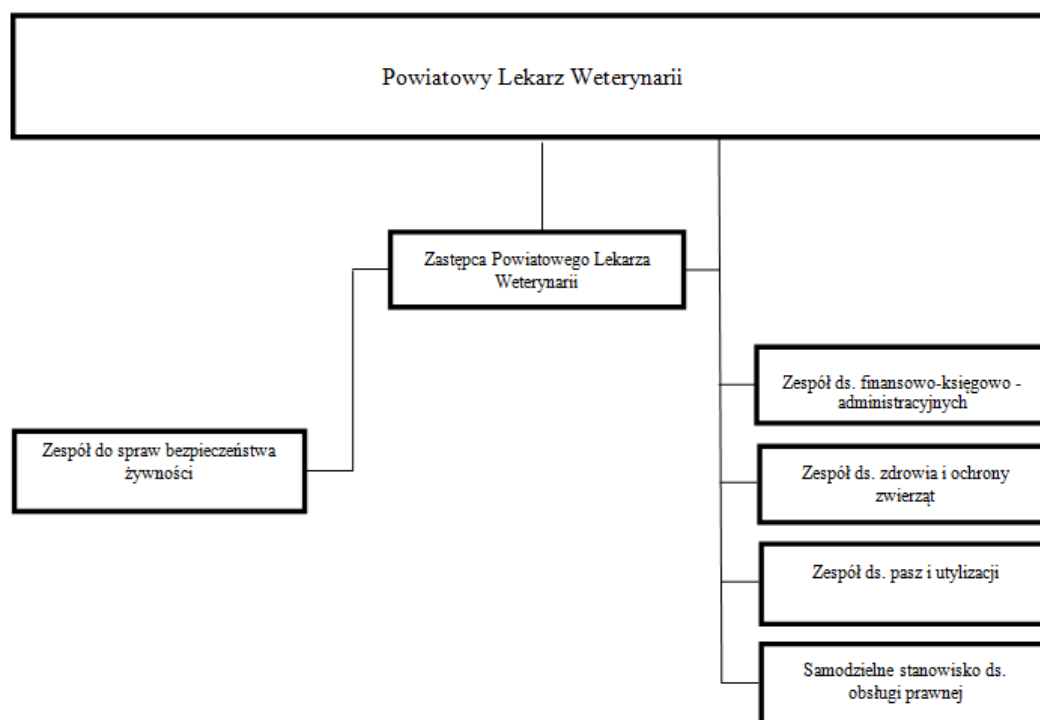 Powiatowy Lekarz Weterynarii
Zastępca Powiatowego Lekarza
Weterynarii
Zespół ds. finansowo-księgowo -
administracyjnych
Zespół do spraw bezpieczeństwa
żywności
Zespół ds. zdrowia i ochrony
zwierząt
Zespół ds. pasz i utylizacji
Samodzielne stanowisko ds.
obsługi prawnej